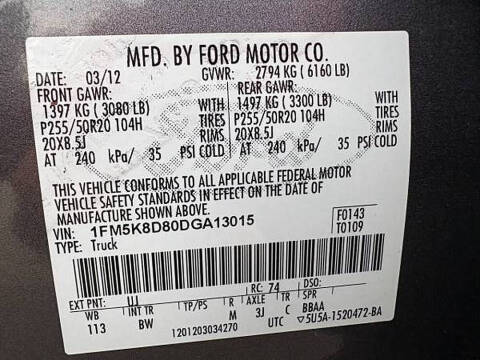 MFD. BY FORD MOTOR CO.
DATE: 03/12 GVWR: 2794 KG ( 6160 LB)
FRONT GAWR: REAR GAWR:
1397 KG ( 3080 LB) WITH 1497 KG ( 3300 LB) WITH
P255/50R20 104H TIRES P255/50R20 104H TIRES
20X8.5J RIMS 20X8.5J RIMS
AT 240 kPa/ 35 PSI COLD AT 240 kPa/ 35 PSI COLD
THIS VEHICLE CONFORMS TO ALL APPLICABLE FEDERAL MOTOR
VEHICLE SAFETY STANDARDS IN EFFECT ON THE DATE OF
MANUFACTURE SHOWN ABOVE.
VIN: 1FM5K8D80DGA13015 F0143
TYPE: Truck T0109
EXT PNT: UJ RC: 74 DSO:
WB INT TR TP/PS R AXLE TR SPR
113 BW M 3J C BBAA
1201203034270 UTC 5U5A-1520472-BA